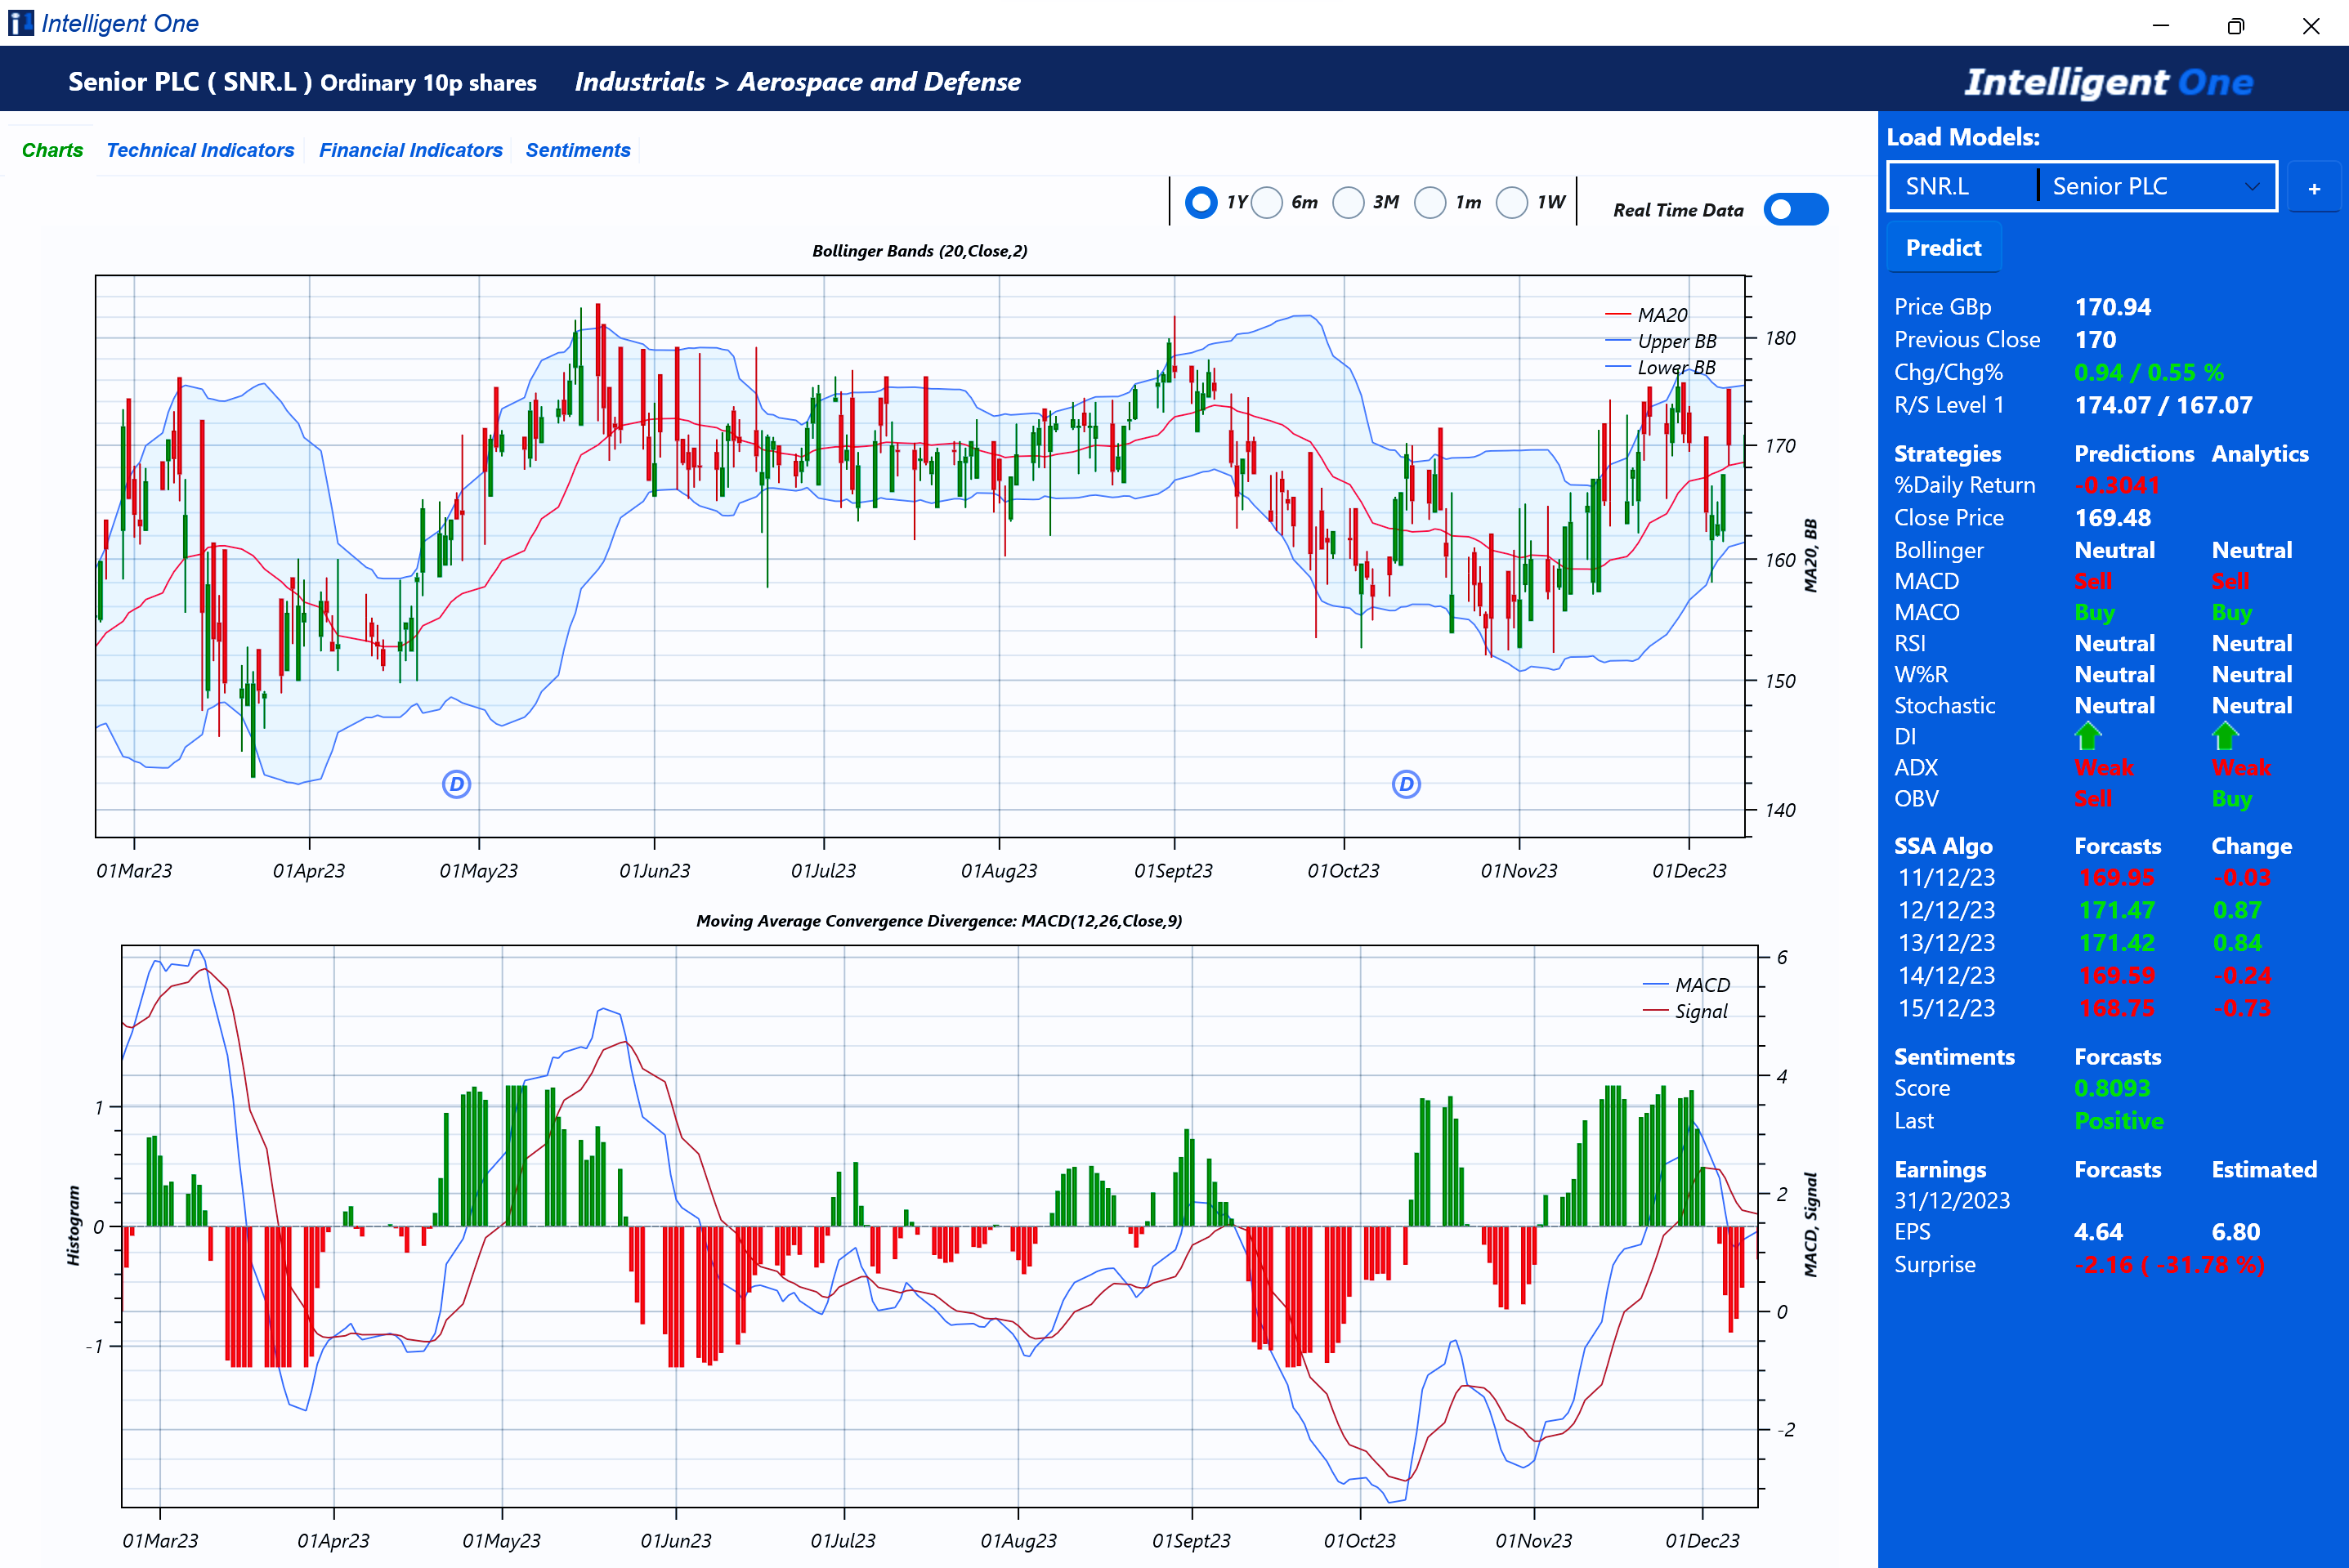 Intelligent One
Senior PLC ( SNR.L ) Ordinary 10p shares Industrials > Aerospace and Defense
Intelligent One
Charts Technical Indicators Financial Indicators Sentiments
1Y 6m 3M 1m 1W Real Time Data
Bollinger Bands (20,Close,2)
MA20
Upper BB
Lower BB
180
170
160
150
140
MA20, BB
D D
01Mar23 01Apr23 01May23 01Jun23 01Jul23 01Aug23 01Sept23 01Oct23 01Nov23 01Dec23
Moving Average Convergence Divergence: MACD(12,26,Close,9)
MACD
Signal
1
0
-1
Histogram
6
4
2
0
-2
MACD, Signal
01Mar23 01Apr23 01May23 01Jun23 01Jul23 01Aug23 01Sept23 01Oct23 01Nov23 01Dec23
Load Models:
SNR.L Senior PLC +
Predict
Price GBp 170.94
Previous Close 170
Chg/Chg% 0.94 / 0.55 %
R/S Level 1 174.07 / 167.07
Strategies Predictions Analytics
%Daily Return -0.3041
Close Price 169.48
Bollinger Neutral Neutral
MACD Sell Sell
MACO Buy Buy
RSI Neutral Neutral
W%R Neutral Neutral
Stochastic Neutral Neutral
DI
ADX Weak Weak
OBV Sell Buy
SSA Algo Forcasts Change
11/12/23 169.95 -0.03
12/12/23 171.47 0.87
13/12/23 171.42 0.84
14/12/23 169.59 -0.24
15/12/23 168.75 -0.73
Sentiments Forcasts
Score 0.8093
Last Positive
Earnings Forcasts Estimated
31/12/2023
EPS 4.64 6.80
Surprise -2.16 ( -31.78 %)